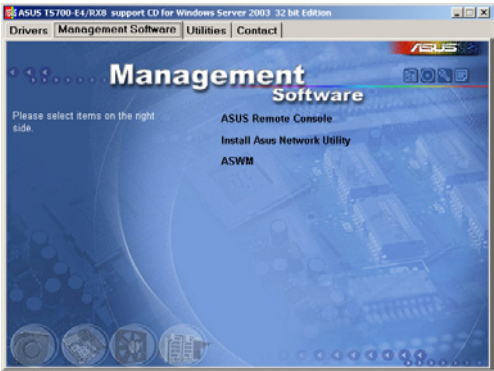 ASUS TS700-E4/RX8 support CD for Windows Server 2003 32 bit Edition
Drivers Management Software Utilities Contact
ASUS
Management
Software
Please select items on the right
side.
ASUS Remote Console
Install Asus Network Utility
ASWM